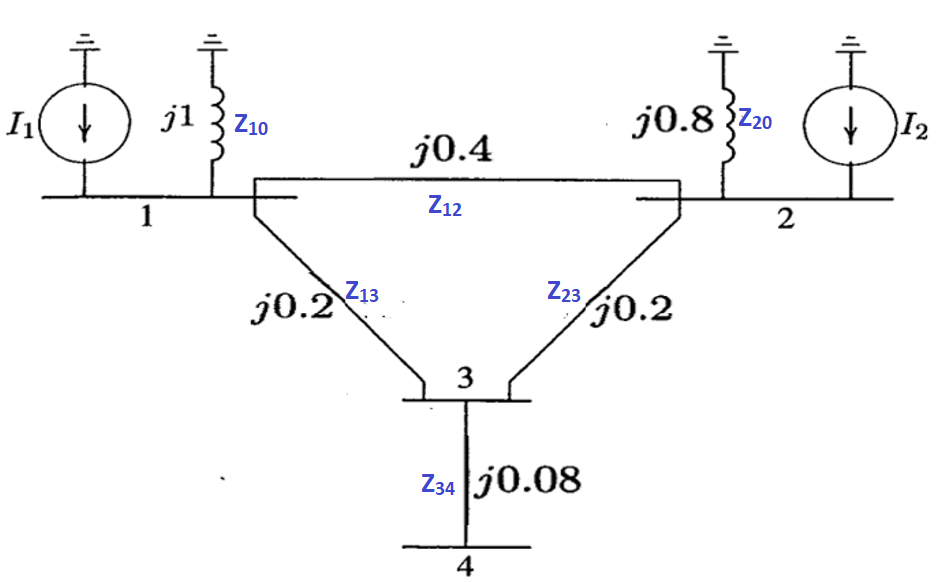 I₁
j1
Z₁₀
j0.8
Z₂₀
I₂
j0.4
Z₁₂
1
2
j0.2
Z₁₃
Z₂₃
j0.2
3
Z₃₄
j0.08
4